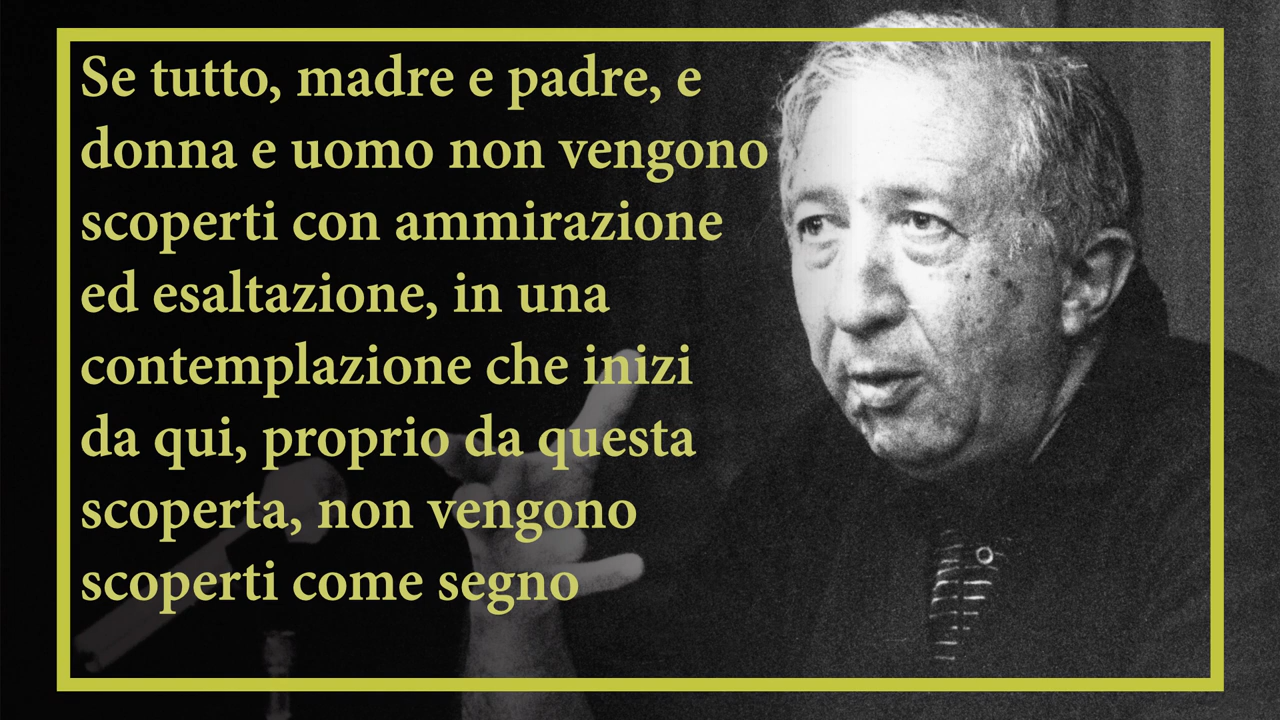 Se tutto, madre e padre, e
donna e uomo non vengono
scoperti con ammirazione
ed esaltazione, in una
contemplazione che inizi
da qui, proprio da questa
scoperta, non vengono
scoperti come segno